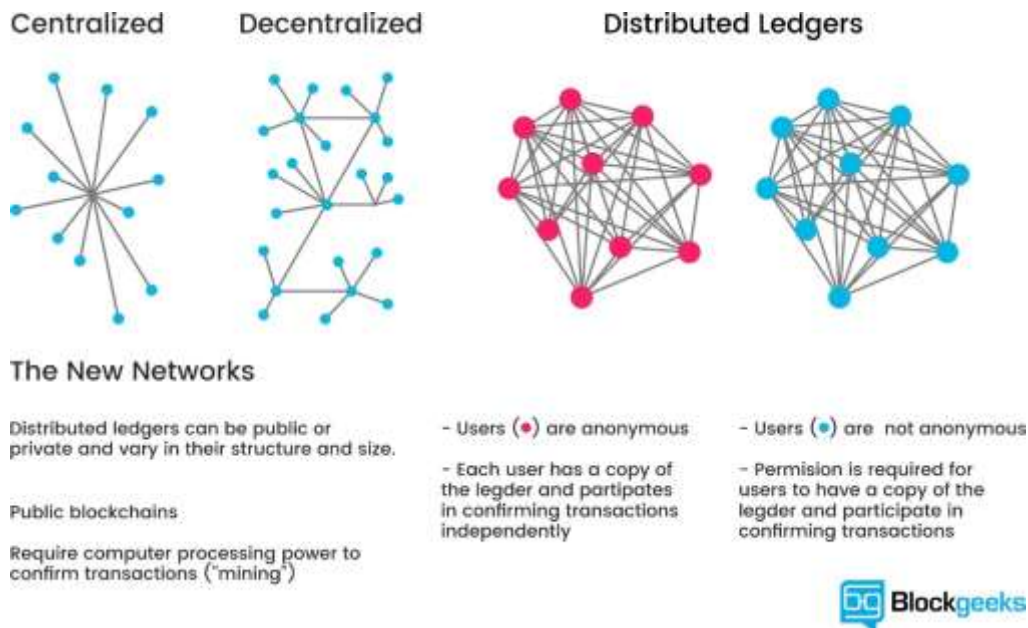 Centralized
Decentralized
Distributed Ledgers
The New Networks
Distributed ledgers can be public or
private and vary in their structure and size.
Public blockchains
Require computer processing power to
confirm transactions ("mining")
- Users (●) are anonymous
- Each user has a copy of
the legder and partipates
in confirming transactions
independently
- Users (●) are not anonymous
- Permision is required for
users to have a copy of the
legder and participate in
confirming transactions
bg Blockgeeks